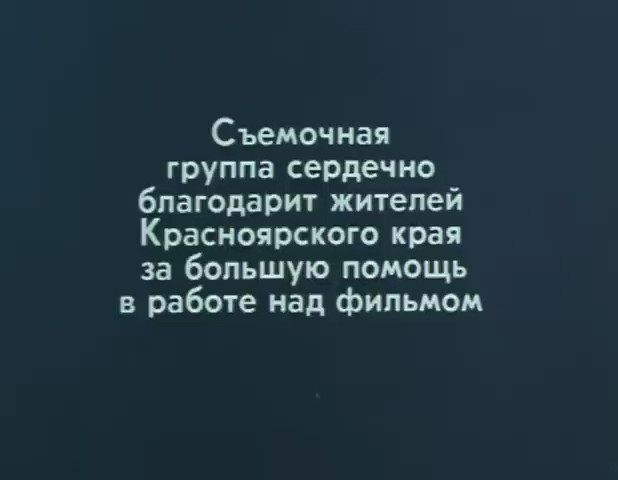 Съемочная
группа сердечно
благодарит жителей
Красноярского края
за большую помощь
в работе над фильмом